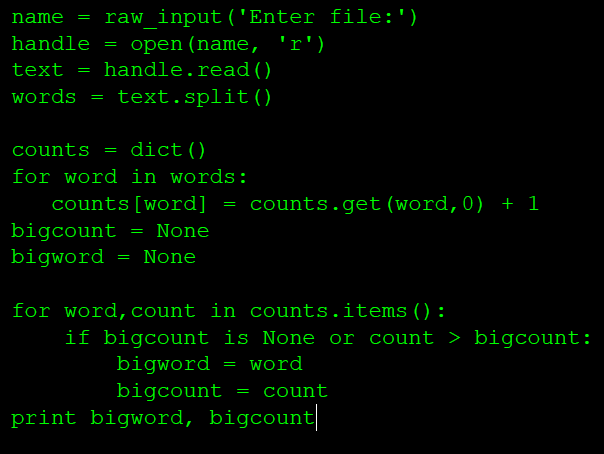 name = raw_input('Enter file:')
handle = open(name, 'r')
text = handle.read()
words = text.split()

counts = dict()
for word in words:
   counts[word] = counts.get(word,0) + 1
bigcount = None
bigword = None

for word,count in counts.items():
    if bigcount is None or count > bigcount:
        bigword = word
        bigcount = count
print bigword, bigcount